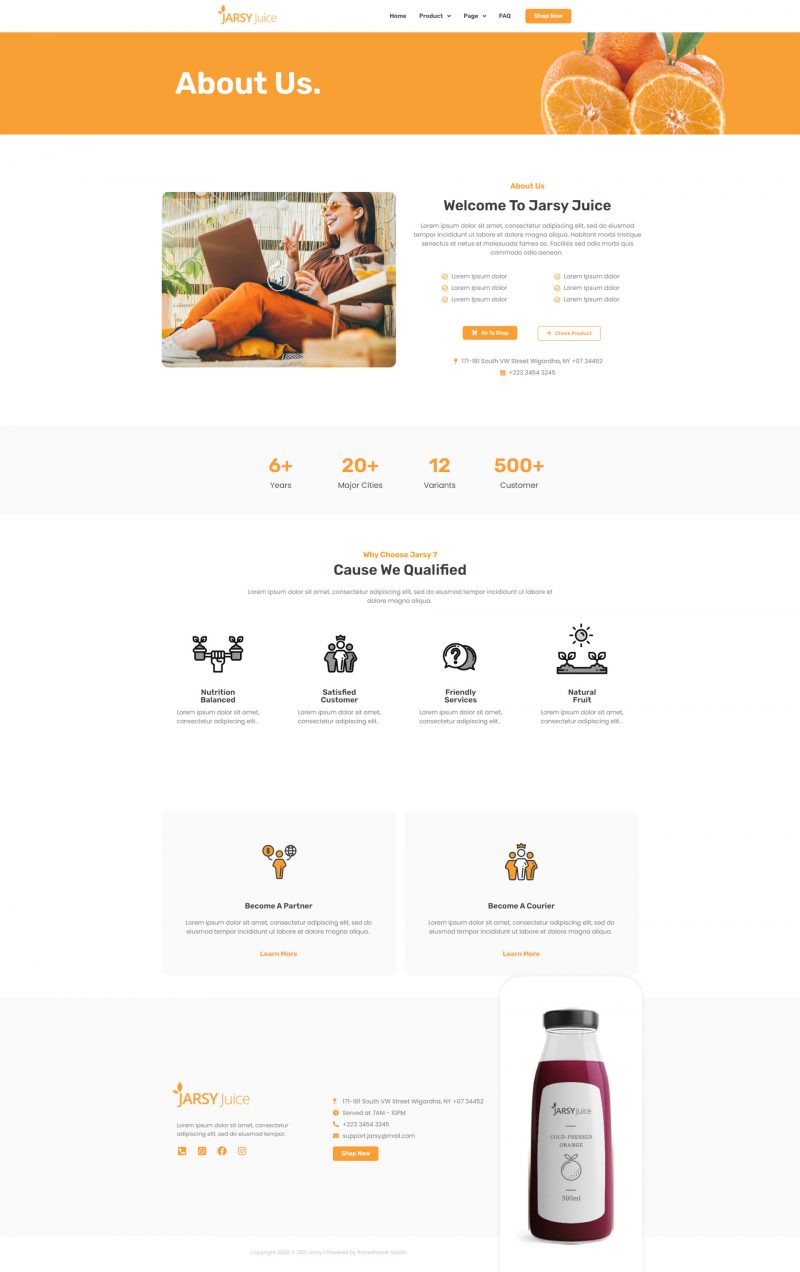 JARSY Juice
Home Product Page FAQ Shop Now
About Us.
About Us
Welcome To Jarsy Juice
Lorem ipsum dolor sit amet, consectetur adipiscing elit, sed do eiusmod
tempor incididunt ut labore et dolore magna aliqua. Habitant morbi tristique
senectus et netus et malesuada fames ac. Facilisis sed odio morbi quis
commodo odio aenean.
Lorem Ipsum dolor Lorem Ipsum dolor
Lorem Ipsum dolor Lorem Ipsum dolor
Lorem Ipsum dolor Lorem Ipsum dolor
Go To Shop Check Product
171-181 South VW Street Wigardha, NY +07 34452
+223 3454 3245
6+ 20+ 12 500+
Years Major Cities Variants Customer
Why Choose Jarsy ?
Cause We Qualified
Lorem ipsum dolor sit amet, consectetur adipiscing elit, sed do eiusmod tempor incididunt ut labore et
dolore magna aliqua.
Nutrition
Balanced
Lorem ipsum dolor sit amet,
consectetur adipiscing elit..
Satisfied
Customer
Lorem ipsum dolor sit amet,
consectetur adipiscing elit..
Friendly
Services
Lorem ipsum dolor sit amet,
consectetur adipiscing elit..
Natural
Fruit
Lorem ipsum dolor sit amet,
consectetur adipiscing elit..
Become A Partner
Lorem ipsum dolor sit amet, consectetur adipiscing elit, sed do
eiusmod tempor incididunt ut labore et dolore magna aliqua.
Learn More
Become A Courier
Lorem ipsum dolor sit amet, consectetur adipiscing elit, sed do
eiusmod tempor incididunt ut labore et dolore magna aliqua.
Learn More
JARSY Juice
Lorem ipsum dolor sit amet, consectetur
adipiscing elit, sed do eiusmod tempor.
171-181 South VW Street Wigardha, NY +07 34452
Served at 7AM - 10PM
+223 3454 3245
support.jarsy@mail.com
Shop Now
JARSY Juice
COLD-PRESSED
ORANGE
500ml
Copyright 2020 © 2021 Jarsy | Powered by Rometheme Studio